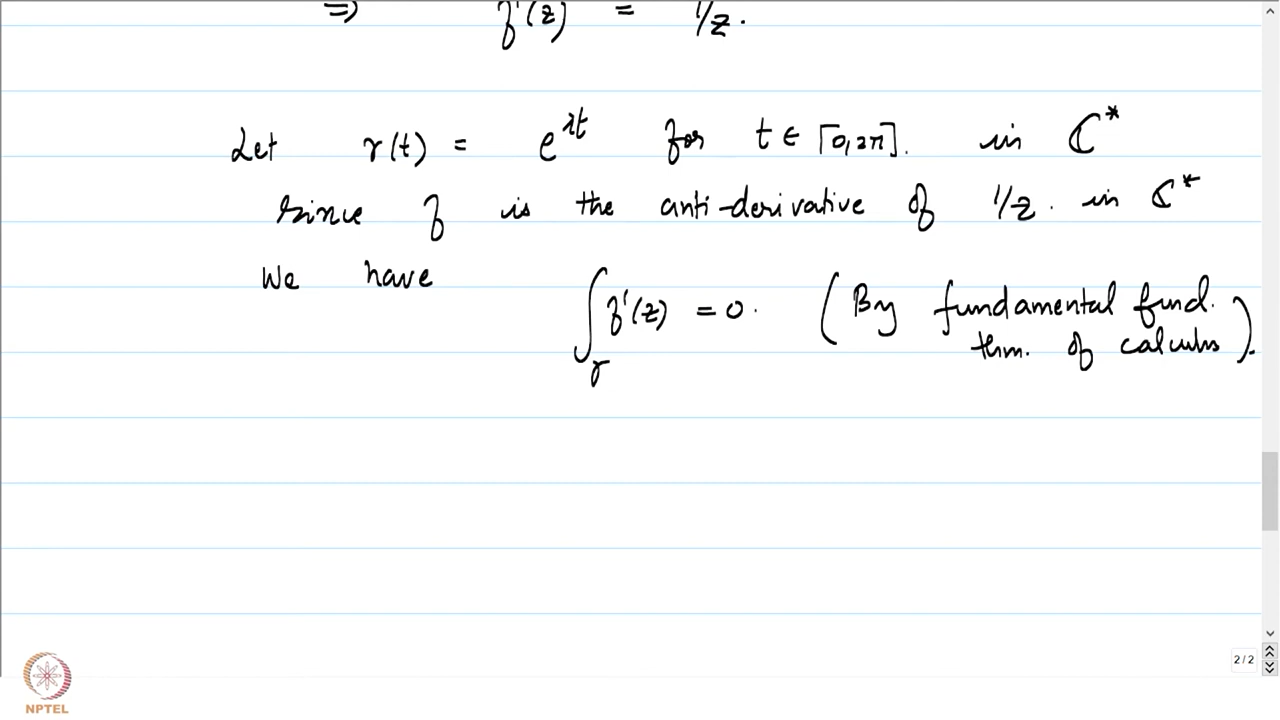 ⇒ f'(z) = 1/z.
Let γ(t) = e^{it} for t ∈ [0, 2π]. in ℂ*
since f is the anti-derivative of 1/z. in ℂ*
We have ∫_γ f'(z) = 0. (By fundamental fund.
thm. of calculus).
2 / 2
NPTEL